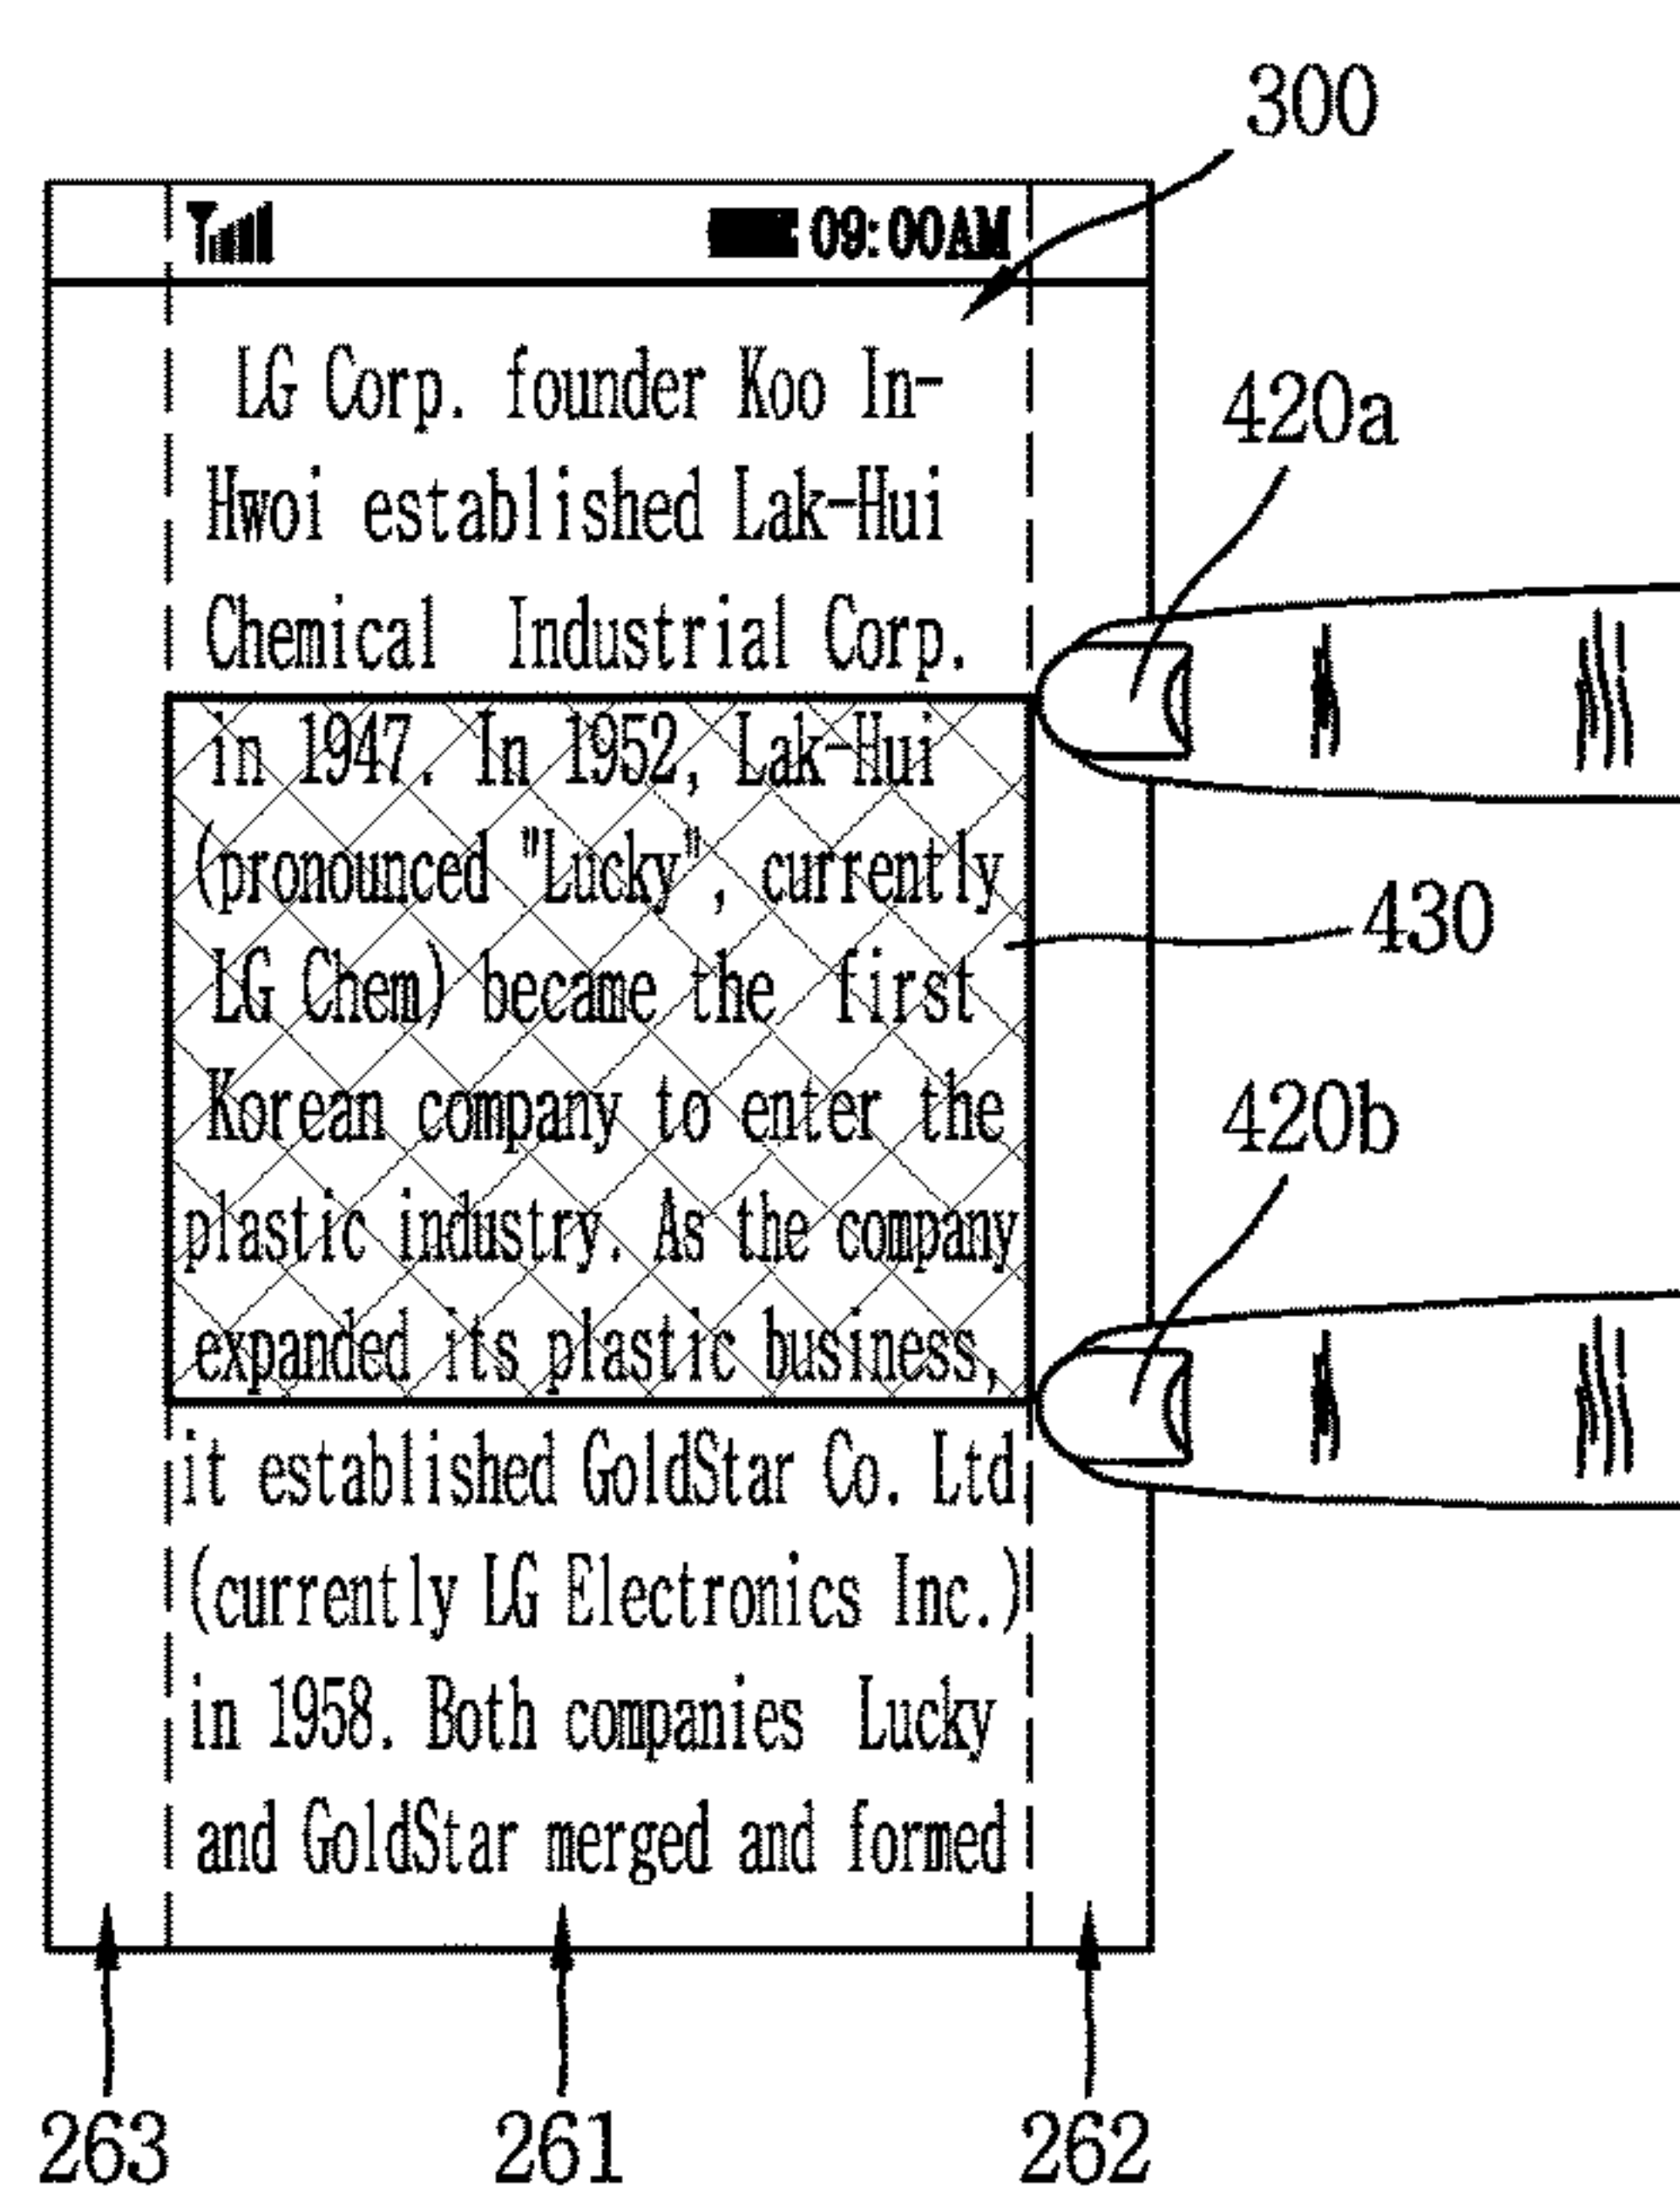 300
09:00AM
LG Corp. founder Koo In-
420a
Hwoi established Lak-Hui
Chemical Industrial Corp.
in 1947. In 1952, Lak-Hui
(pronounced "Lucky", currently
430
LG Chem) became the first
Korean company to enter the
420b
plastic industry. As the company
expanded its plastic business,
it established GoldStar Co. Ltd
(currently LG Electronics Inc.)
in 1958. Both companies Lucky
and GoldStar merged and formed
263 261 262